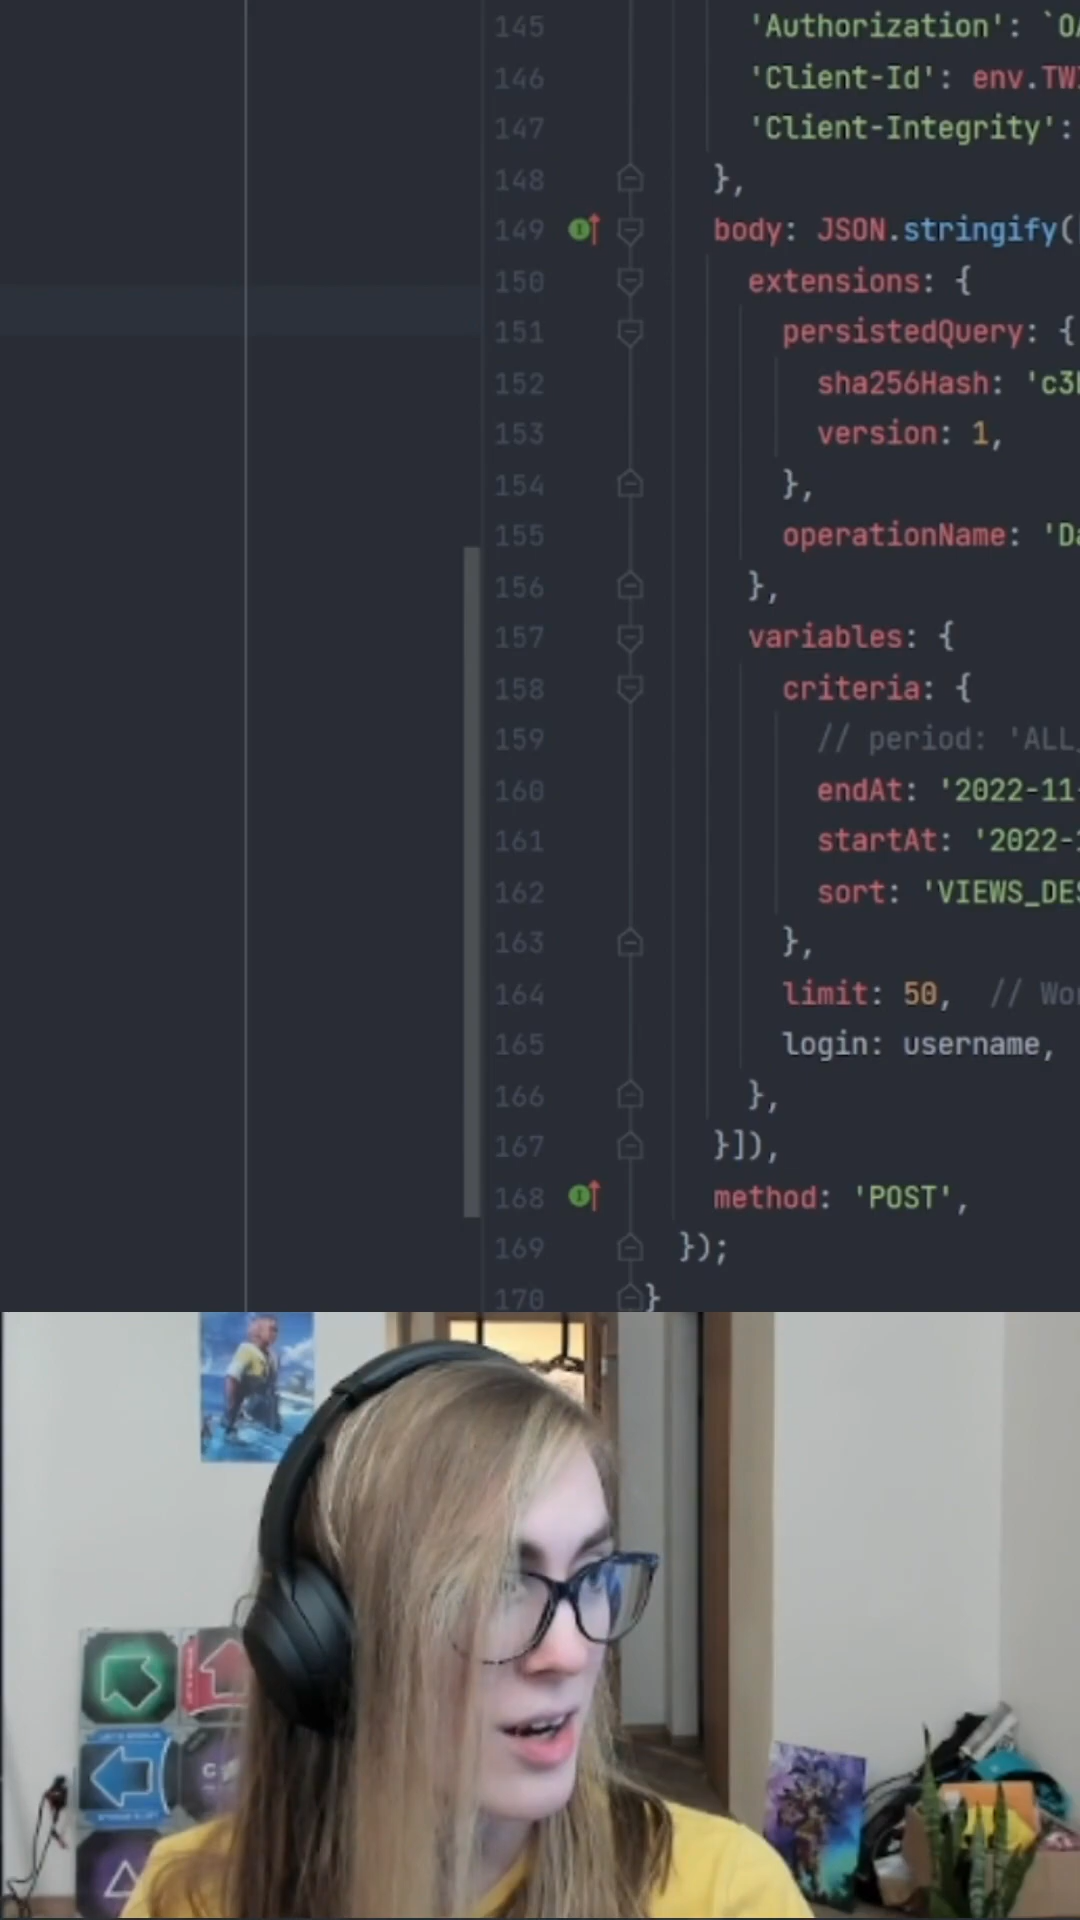 145 'Authorization': `OA
146 'Client-Id': env.TW
147 'Client-Integrity':
148 },
149 body: JSON.stringify(
150 extensions: {
151 persistedQuery: {
152 sha256Hash: 'c3
153 version: 1,
154 },
155 operationName: 'Da
156 },
157 variables: {
158 criteria: {
159 // period: 'ALL_
160 endAt: '2022-11-
161 startAt: '2022-1
162 sort: 'VIEWS_DES
163 },
164 limit: 50, // Wo
165 login: username,
166 },
167 }]),
168 method: 'POST',
169 });
170 }